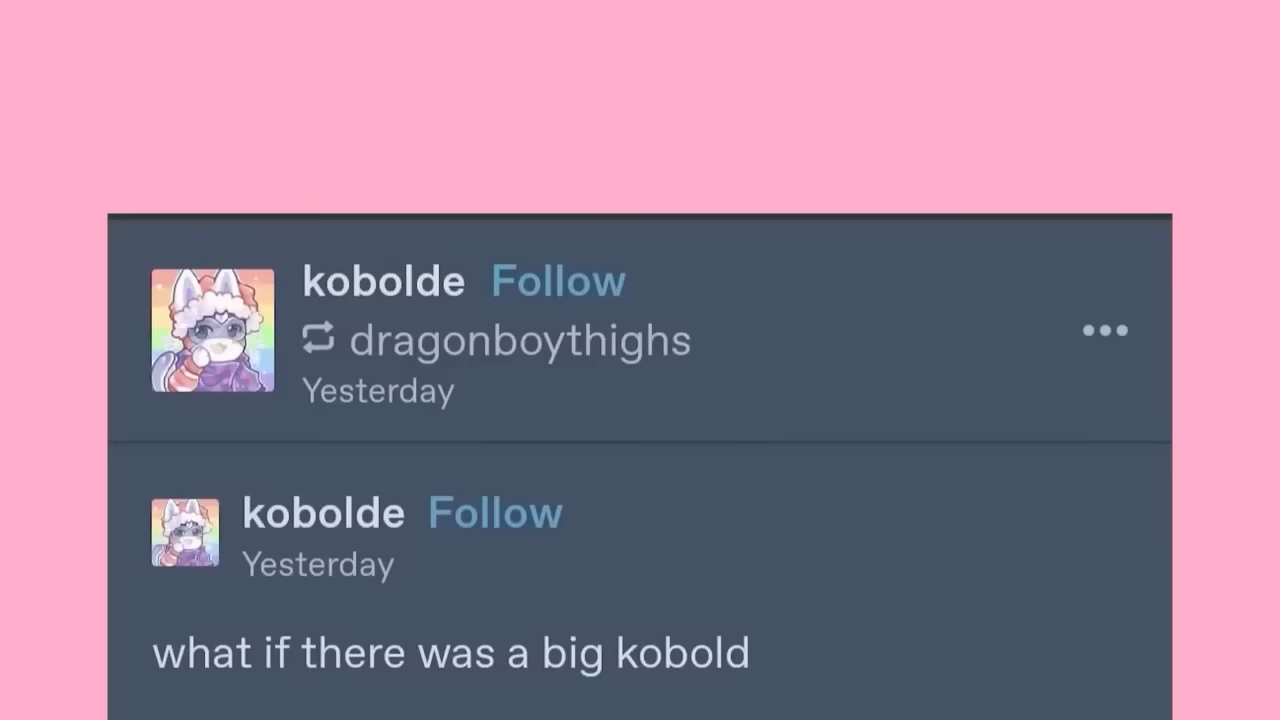 kobolde Follow
dragonboythighs
Yesterday
kobolde Follow
Yesterday
what if there was a big kobold